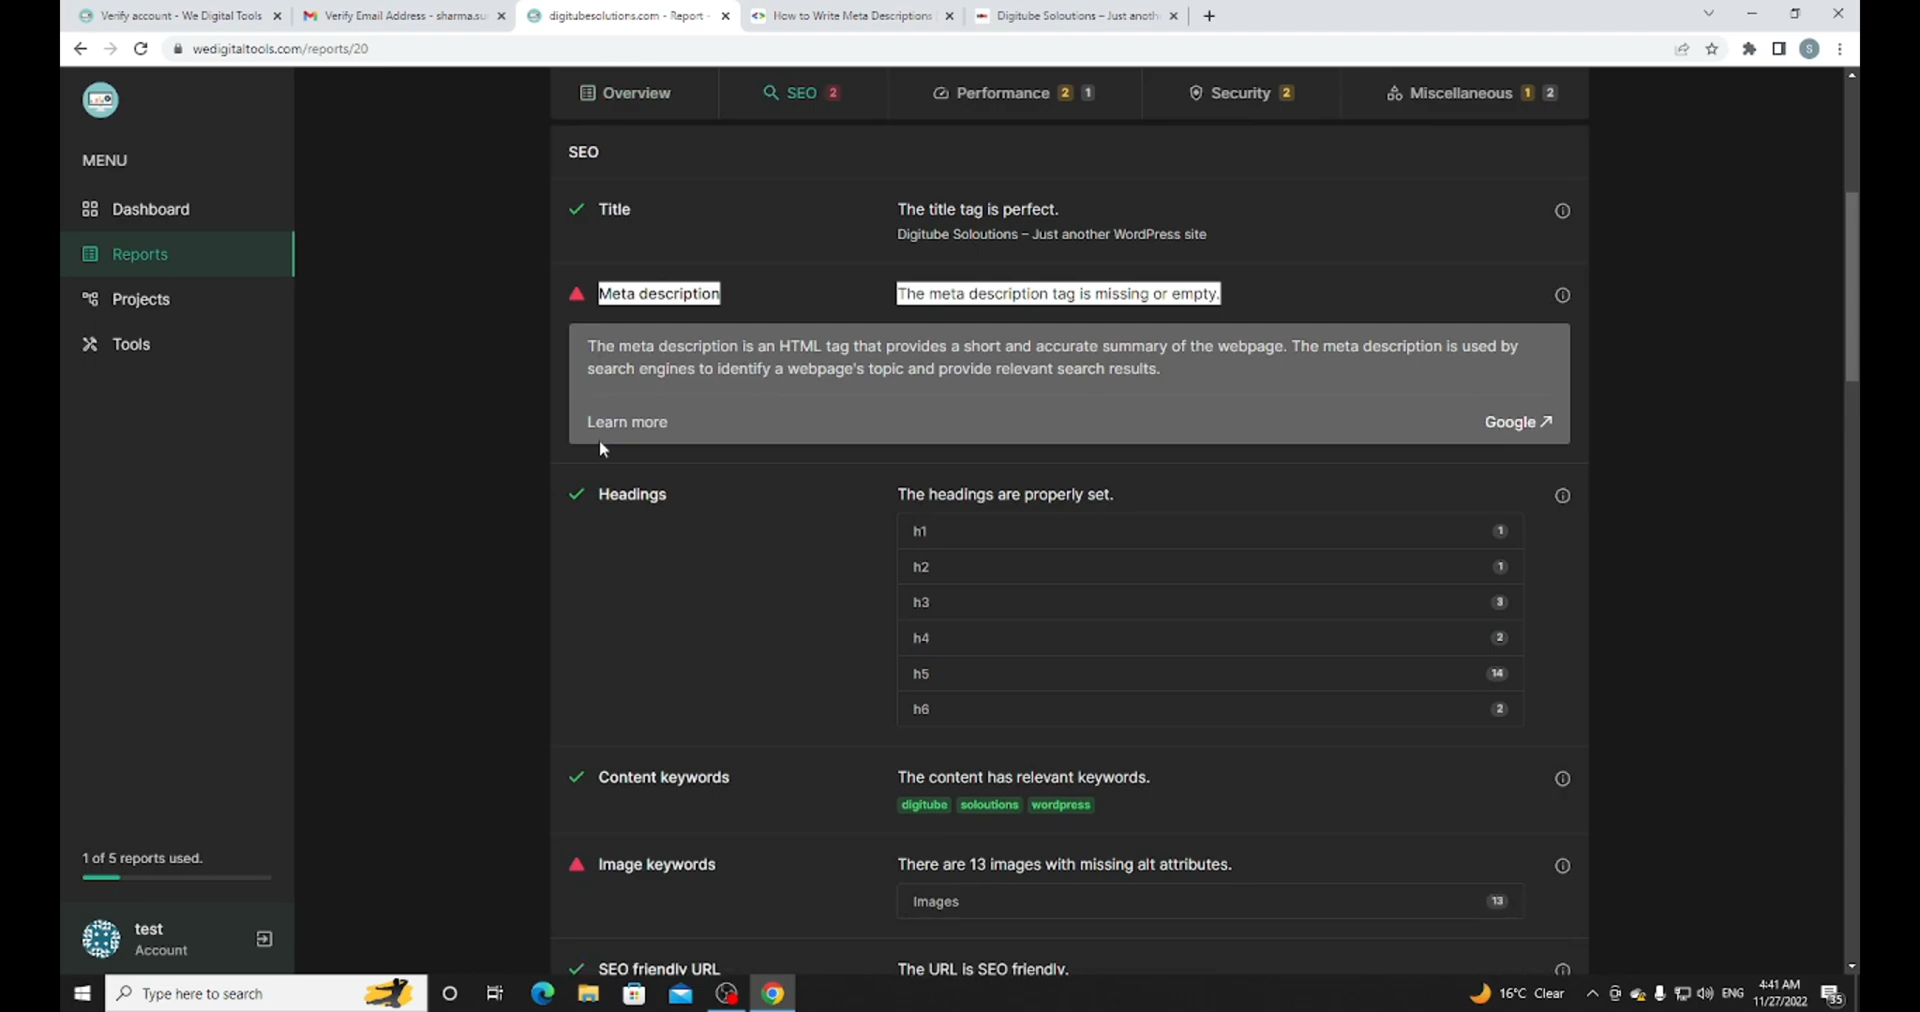 Verify account - We Digital Tools
Verify Email Address - sharma.su
digitubesolutions.com - Report -
How to Write Meta Descriptions
Digitube Soloutions – Just anoth
wedigitaltools.com/reports/20
S
MENU
Dashboard
Reports
Projects
Tools
1 of 5 reports used.
test
Account
Overview
SEO 2
Performance 2 1
Security 2
Miscellaneous 1 2
SEO
Title
The title tag is perfect.
Digitube Soloutions – Just another WordPress site
Meta description
The meta description tag is missing or empty.
The meta description is an HTML tag that provides a short and accurate summary of the webpage. The meta description is used by
search engines to identify a webpage's topic and provide relevant search results.
Learn more
Google
Headings
The headings are properly set.
h1 1
h2 1
h3 3
h4 2
h5 14
h6 2
Content keywords
The content has relevant keywords.
digitube soloutions wordpress
Image keywords
There are 13 images with missing alt attributes.
Images 13
SEO friendly URL
The URL is SEO friendly.
Type here to search
16°C Clear
ENG
4:41 AM
11/27/2022
35